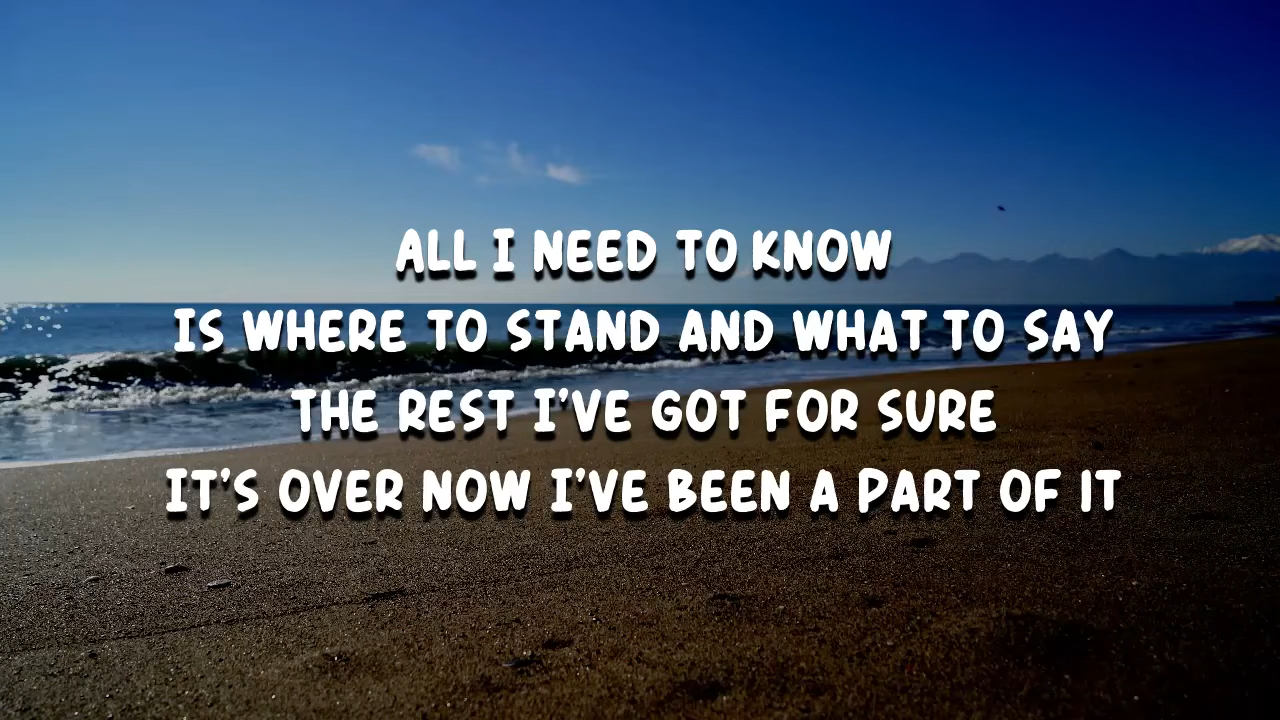 ALL I NEED TO KNOW
IS WHERE TO STAND AND WHAT TO SAY
THE REST I'VE GOT FOR SURE
IT'S OVER NOW I'VE BEEN A PART OF IT